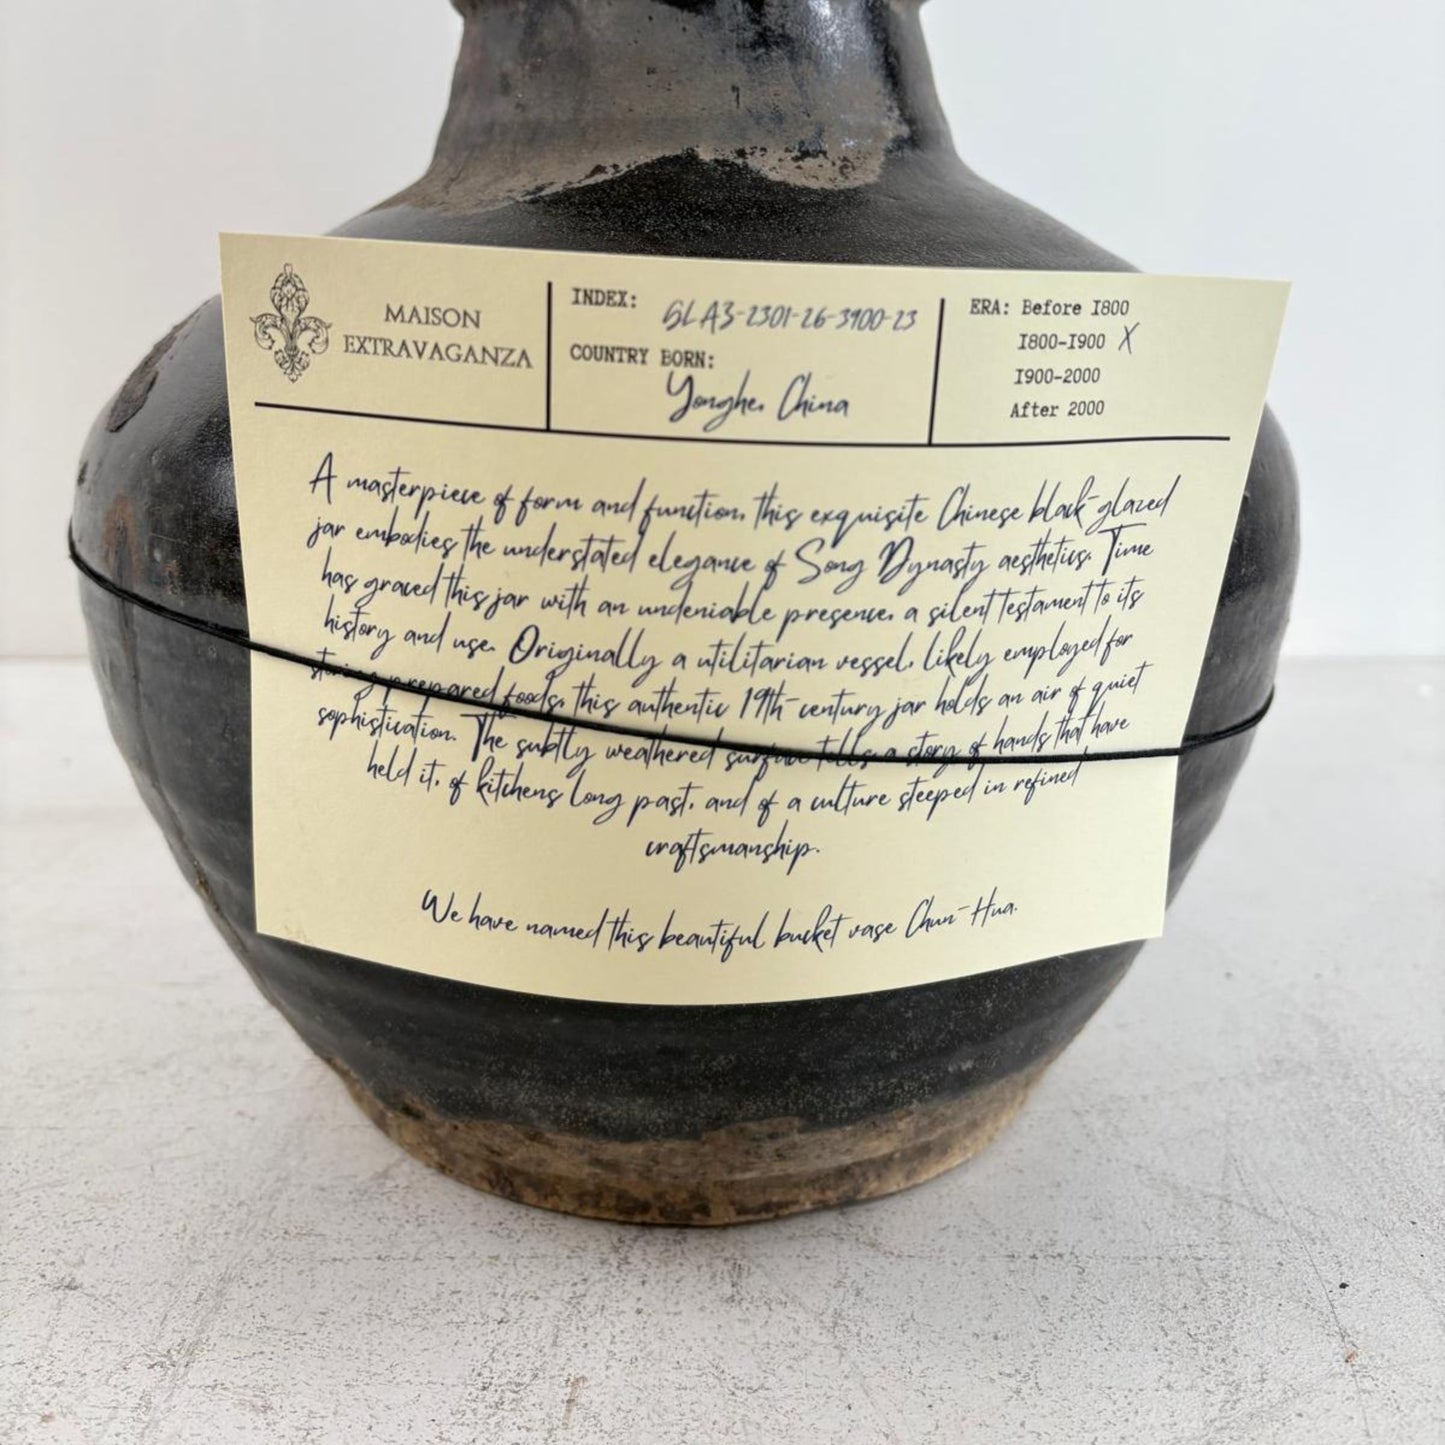 MAISON
EXTRAVAGANZA
INDEX:
COUNTRY BORN:
Yonghe, China
ERA: Before 1800
1800-1900 X
1900-2000
After 2000
A masterpiece of form and function, this exquisite Chinese black-glazed
jar embodies the understated elegance of Song Dynasty aesthetics. Time
has graced this jar with an undeniable presence, a silent testament to its
history and use. Originally a utilitarian vessel, likely employed for
storing prepared foods, this authentic 19th-century jar holds an air of quiet
sophistication. The subtly weathered surface tells a story of hands that have
held it, of kitchens long past, and of a culture steeped in refined
craftsmanship.
We have named this beautiful bucket vase Chun-Hua.